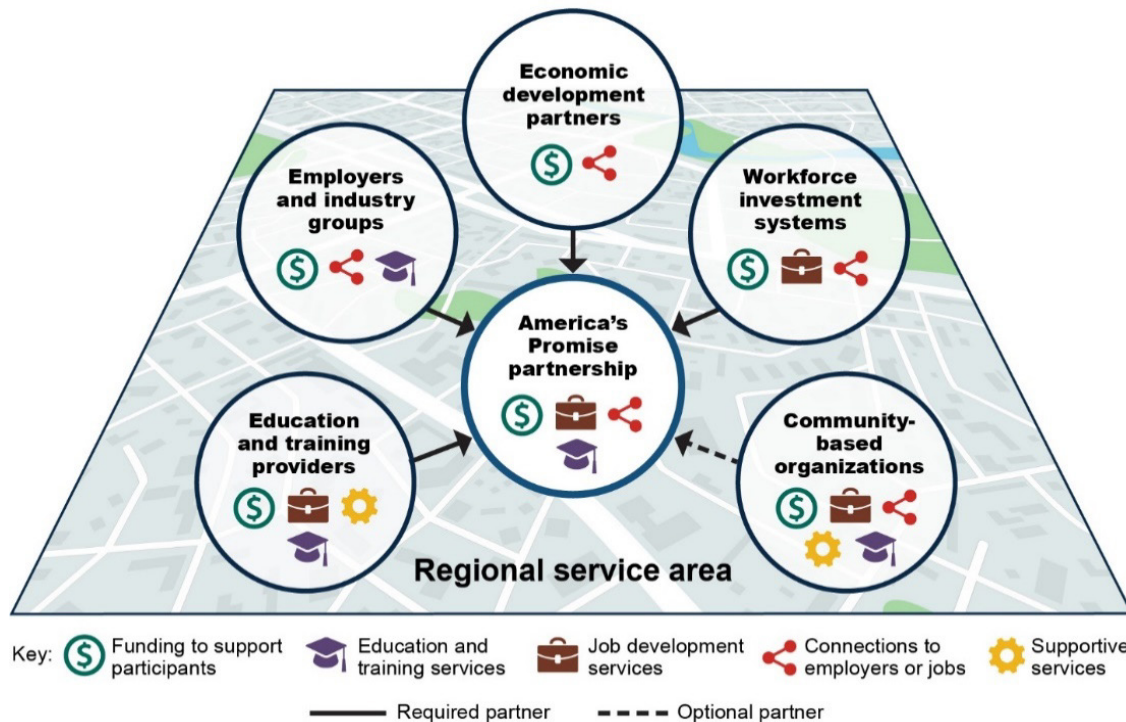 Economic
development
partners
Employers
and industry
groups
Workforce
investment
systems
America's
Promise
partnership
Education
and training
providers
Community-
based
organizations
Regional service area
Key:
Funding to support
participants
Education and
training services
Job development
services
Connections to
employers or jobs
Supportive
services
Required partner
Optional partner